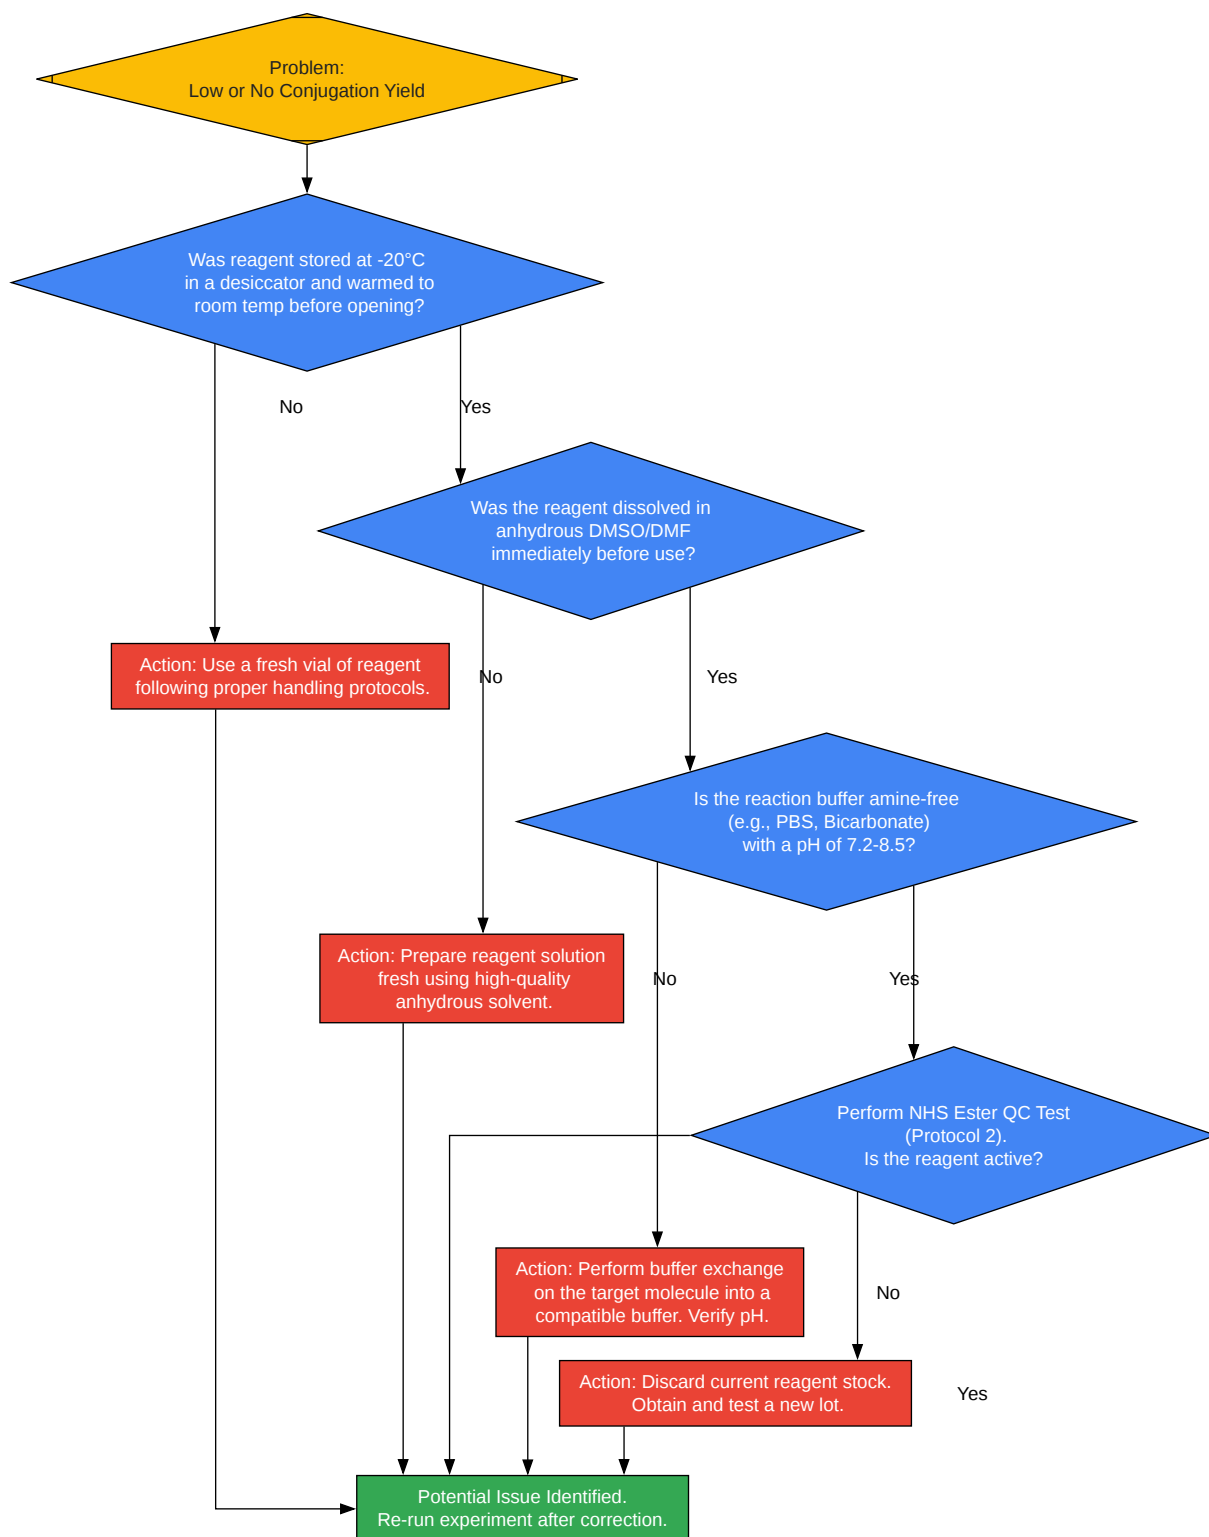 Problem:
Low or No Conjugation Yield
Was reagent stored at -20°C
in a desiccator and warmed to
room temp before opening?
No
Yes
Was the reagent dissolved in
anhydrous DMSO/DMF
immediately before use?
Action: Use a fresh vial of reagent
following proper handling protocols.
No
Yes
Is the reaction buffer amine-free
(e.g., PBS, Bicarbonate)
with a pH of 7.2-8.5?
Action: Prepare reagent solution
fresh using high-quality
anhydrous solvent.
No
Yes
Perform NHS Ester QC Test
(Protocol 2).
Is the reagent active?
Action: Perform buffer exchange
on the target molecule into a
compatible buffer. Verify pH.
No
Action: Discard current reagent stock.
Obtain and test a new lot.
Yes
Potential Issue Identified.
Re-run experiment after correction.